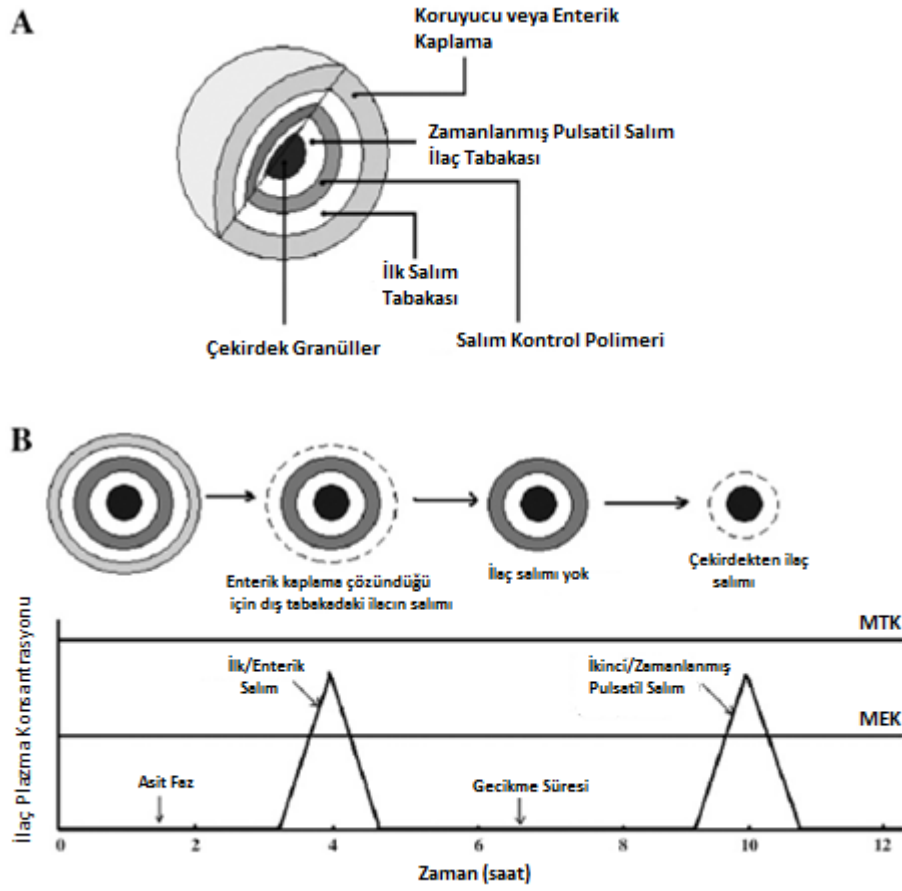 A
Koruyucu veya Enterik
Kaplama
Zamanlanmış Pulsatil Salım
İlaç Tabakası
İlk Salım
Tabakası
Salım Kontrol Polimeri
Çekirdek Granüller
B
Enterik kaplama çözündüğü
için dış tabakadaki ilacın salımı
İlaç salımı yok
Çekirdekten ilaç
salımı
İlaç Plazma Konsantrasyonu
MTK
İlk/Enterik
Salım
İkinci/Zamanlanmış
Pulsatil Salım
MEK
Asit Faz
Gecikme Süresi
0 2 4 6 8 10 12
Zaman (saat)